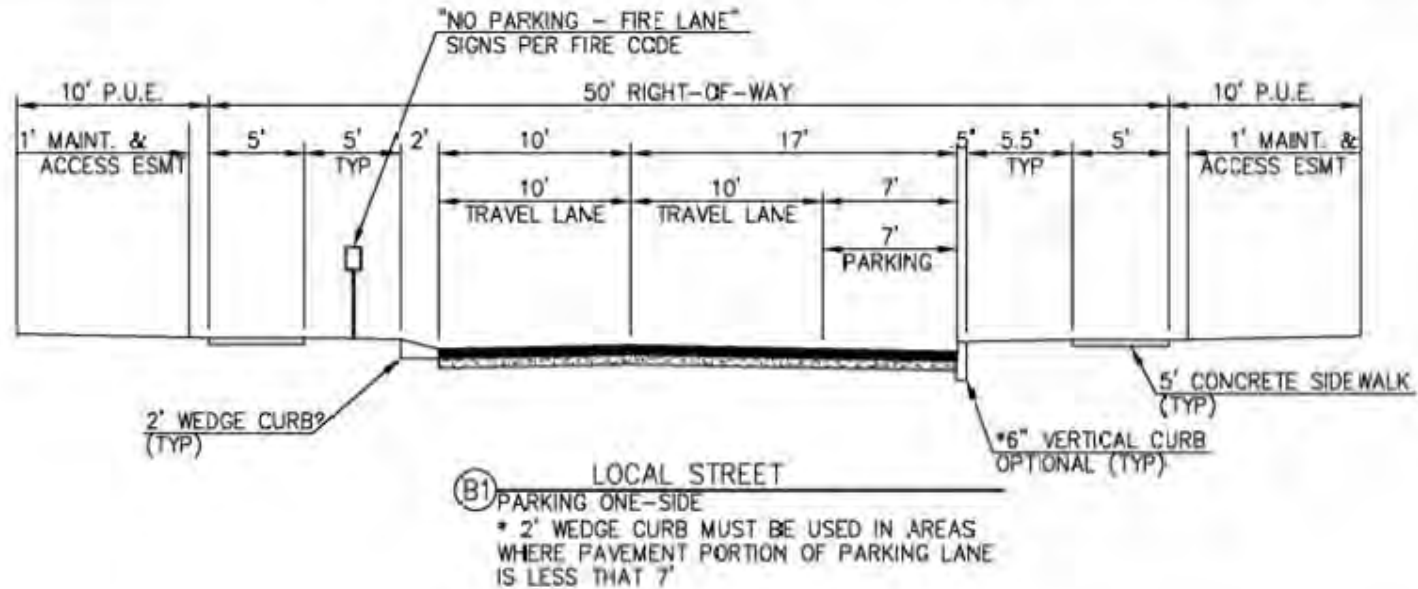 "NO PARKING – FIRE LANE"
SIGNS PER FIRE CODE
10' P.U.E.
50' RIGHT-OF-WAY
10' P.U.E.
1' MAINT. &
ACCESS ESMT
5'
5'
TYP
2'
10'
17'
.5'
5.5'
TYP
5'
1' MAINT. &
ACCESS ESMT
10'
TRAVEL LANE
10'
TRAVEL LANE
7'
7'
PARKING
2' WEDGE CURB?
(TYP)
5' CONCRETE SIDEWALK
(TYP)
*6" VERTICAL CURB
OPTIONAL (TYP)
B1
LOCAL STREET
PARKING ONE-SIDE
* 2' WEDGE CURB MUST BE USED IN AREAS
WHERE PAVEMENT PORTION OF PARKING LANE
IS LESS THAT 7'